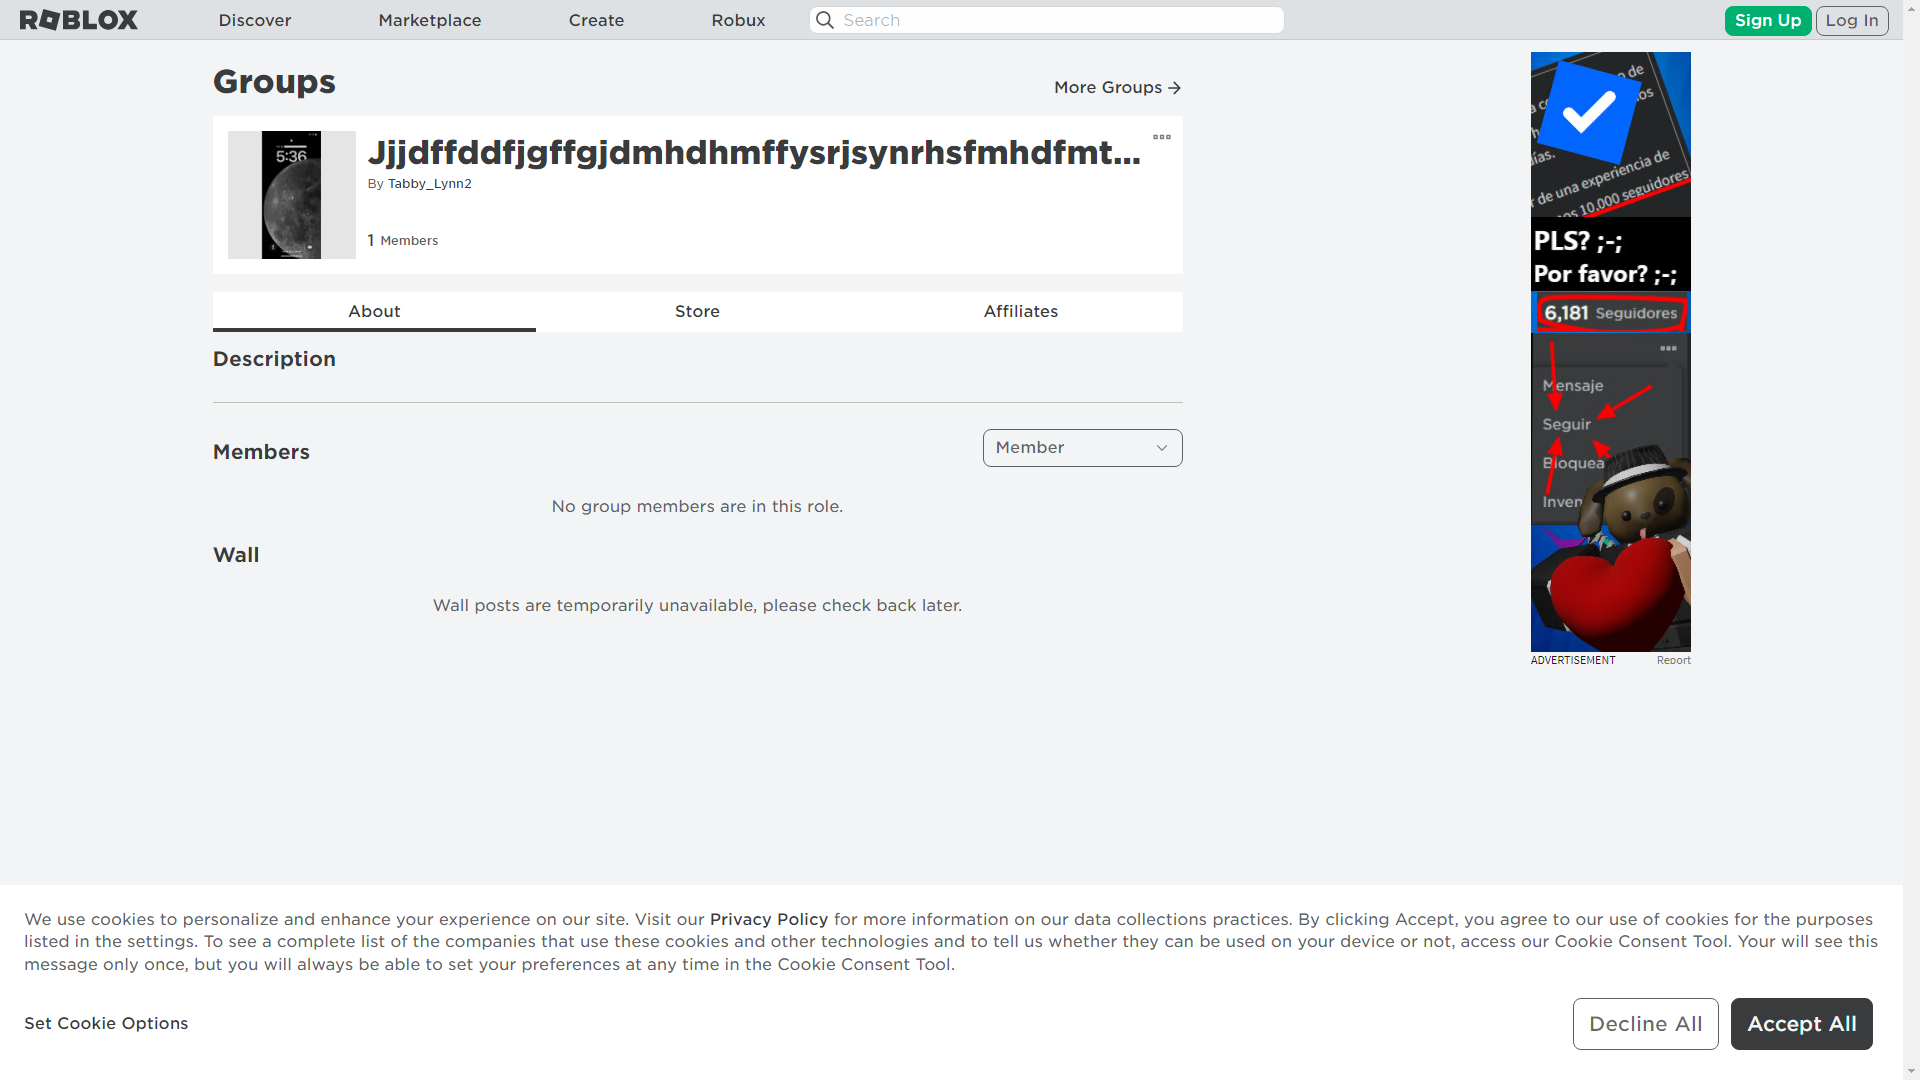 ROBLOX
Discover
Marketplace
Create
Robux
Search
Sign Up
Log In
Groups
More Groups
5:36
Jjjdffddfjgffgjdmhdhmffysrjsynrhsfmhdfmt...
By Tabby_Lynn2
1 Members
About
Store
Affiliates
Description
Members
Member
No group members are in this role.
Wall
Wall posts are temporarily unavailable, please check back later.
de
días.
r de una experiencia de
10,000 seguidores
PLS? ;-;
Por favor? ;-;
6,181 Seguidores
Mensaje
Seguir
Bloquea
Inven
ADVERTISEMENT
Report
We use cookies to personalize and enhance your experience on our site. Visit our Privacy Policy for more information on our data collections practices. By clicking Accept, you agree to our use of cookies for the purposes
listed in the settings. To see a complete list of the companies that use these cookies and other technologies and to tell us whether they can be used on your device or not, access our Cookie Consent Tool. Your will see this
message only once, but you will always be able to set your preferences at any time in the Cookie Consent Tool.
Set Cookie Options
Decline All
Accept All